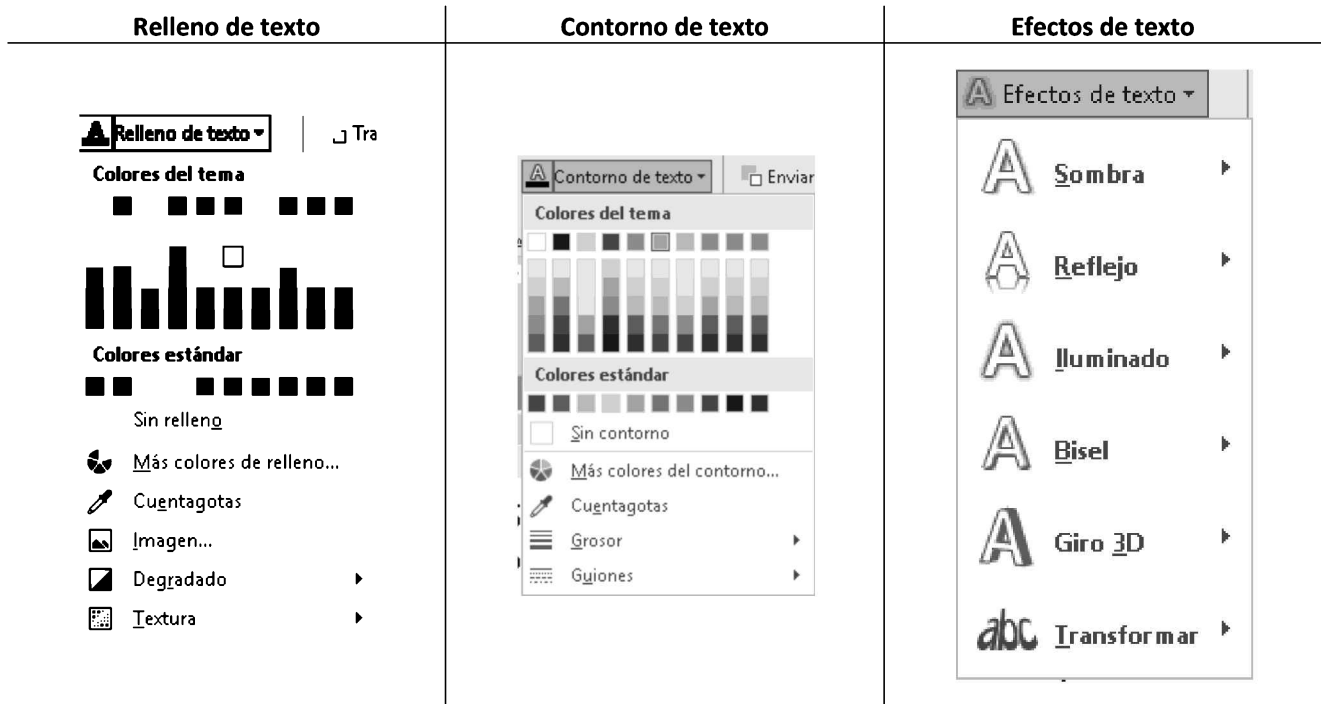 Relleno de texto
Contorno de texto
Efectos de texto
Relleno de texto
Tra
Colores del tema
Colores estándar
Sin relleno
Más colores de relleno...
Cuentagotas
Imagen...
Degradado
Textura
Contorno de texto
Enviar
Colores del tema
Colores estándar
Sin contorno
Más colores del contorno...
Cuentagotas
Grosor
Guiones
Efectos de texto
Sombra
Reflejo
Iluminado
Bisel
Giro 3D
abc Transformar